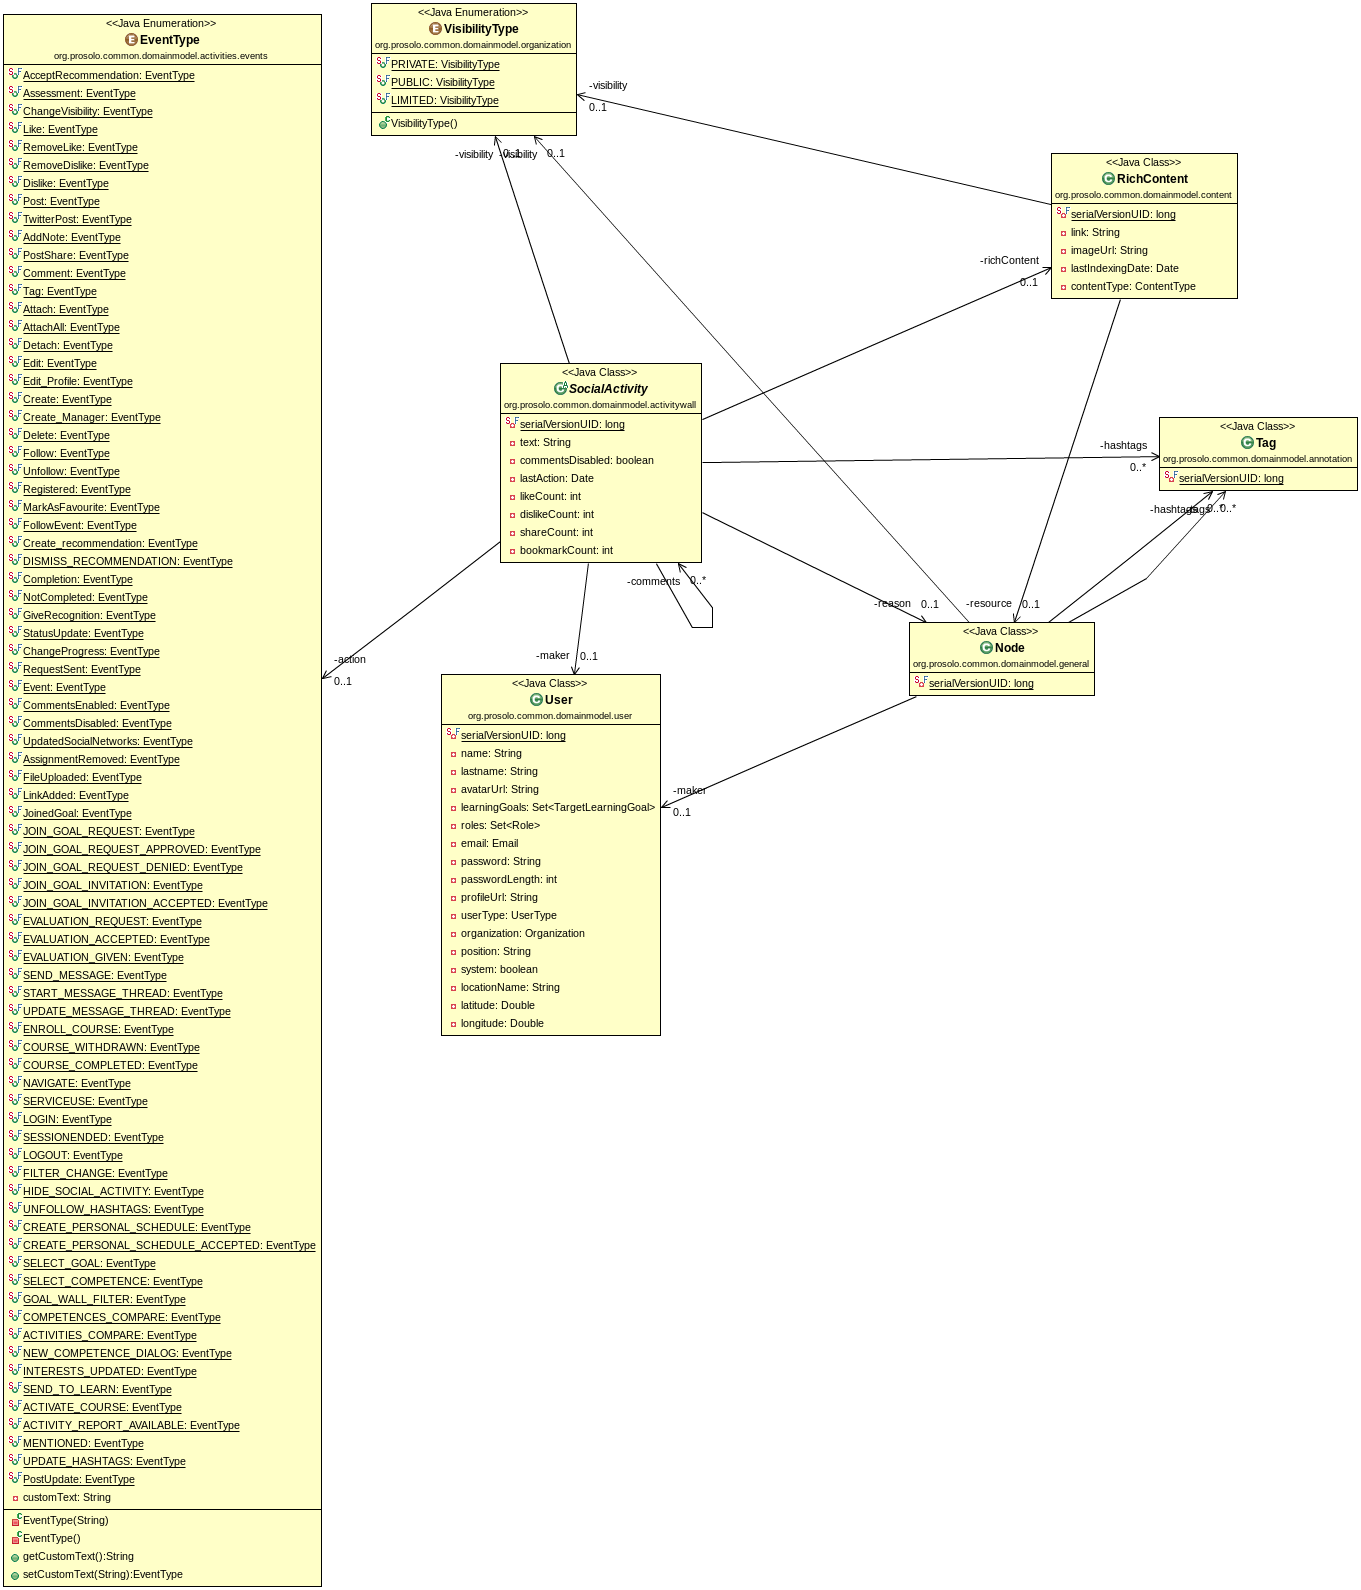 <<Java Enumeration>>
EventType
org.prosolo.common.domainmodel.activities.events
AcceptRecommendation: EventType
Assessment: EventType
ChangeVisibility: EventType
Like: EventType
RemoveLike: EventType
RemoveDislike: EventType
Dislike: EventType
Post: EventType
TwitterPost: EventType
AddNote: EventType
PostShare: EventType
Comment: EventType
Tag: EventType
Attach: EventType
AttachAll: EventType
Detach: EventType
Edit: EventType
Edit_Profile: EventType
Create: EventType
Create_Manager: EventType
Delete: EventType
Follow: EventType
Unfollow: EventType
Registered: EventType
MarkAsFavourite: EventType
FollowEvent: EventType
Create_recommendation: EventType
DISMISS_RECOMMENDATION: EventType
Completion: EventType
NotCompleted: EventType
GiveRecognition: EventType
StatusUpdate: EventType
ChangeProgress: EventType
RequestSent: EventType
Event: EventType
CommentsEnabled: EventType
CommentsDisabled: EventType
UpdatedSocialNetworks: EventType
AssignmentRemoved: EventType
FileUploaded: EventType
LinkAdded: EventType
JoinedGoal: EventType
JOIN_GOAL_REQUEST: EventType
JOIN_GOAL_REQUEST_APPROVED: EventType
JOIN_GOAL_REQUEST_DENIED: EventType
JOIN_GOAL_INVITATION: EventType
JOIN_GOAL_INVITATION_ACCEPTED: EventType
EVALUATION_REQUEST: EventType
EVALUATION_ACCEPTED: EventType
EVALUATION_GIVEN: EventType
SEND_MESSAGE: EventType
START_MESSAGE_THREAD: EventType
UPDATE_MESSAGE_THREAD: EventType
ENROLL_COURSE: EventType
COURSE_WITHDRAWN: EventType
COURSE_COMPLETED: EventType
NAVIGATE: EventType
SERVICEUSE: EventType
LOGIN: EventType
SESSIONENDED: EventType
LOGOUT: EventType
FILTER_CHANGE: EventType
HIDE_SOCIAL_ACTIVITY: EventType
UNFOLLOW_HASHTAGS: EventType
CREATE_PERSONAL_SCHEDULE: EventType
CREATE_PERSONAL_SCHEDULE_ACCEPTED: EventType
SELECT_GOAL: EventType
SELECT_COMPETENCE: EventType
GOAL_WALL_FILTER: EventType
COMPETENCES_COMPARE: EventType
ACTIVITIES_COMPARE: EventType
NEW_COMPETENCE_DIALOG: EventType
INTERESTS_UPDATED: EventType
SEND_TO_LEARN: EventType
ACTIVATE_COURSE: EventType
ACTIVITY_REPORT_AVAILABLE: EventType
MENTIONED: EventType
UPDATE_HASHTAGS: EventType
PostUpdate: EventType
customText: String
EventType(String)
EventType()
getCustomText():String
setCustomText(String):EventType
<<Java Enumeration>>
VisibilityType
org.prosolo.common.domainmodel.organization
PRIVATE: VisibilityType
PUBLIC: VisibilityType
LIMITED: VisibilityType
VisibilityType()
-visibility
0..1
-visibility
0..1
-visibility
0..1
<<Java Class>>
RichContent
org.prosolo.common.domainmodel.content
serialVersionUID: long
link: String
imageUrl: String
lastIndexingDate: Date
contentType: ContentType
-richContent
0..1
<<Java Class>>
SocialActivity
org.prosolo.common.domainmodel.activitywall
serialVersionUID: long
text: String
commentsDisabled: boolean
lastAction: Date
likeCount: int
dislikeCount: int
shareCount: int
bookmarkCount: int
-hashtags
0..*
<<Java Class>>
Tag
org.prosolo.common.domainmodel.annotation
serialVersionUID: long
-hashtags
0..*
-tags
0..*
-comments
0..*
-reason
0..1
-resource
0..1
<<Java Class>>
Node
org.prosolo.common.domainmodel.general
serialVersionUID: long
-action
0..1
-maker
0..1
<<Java Class>>
User
org.prosolo.common.domainmodel.user
serialVersionUID: long
name: String
lastname: String
avatarUrl: String
learningGoals: Set<TargetLearningGoal>
roles: Set<Role>
email: Email
password: String
passwordLength: int
profileUrl: String
userType: UserType
organization: Organization
position: String
system: boolean
locationName: String
latitude: Double
longitude: Double
-maker
0..1